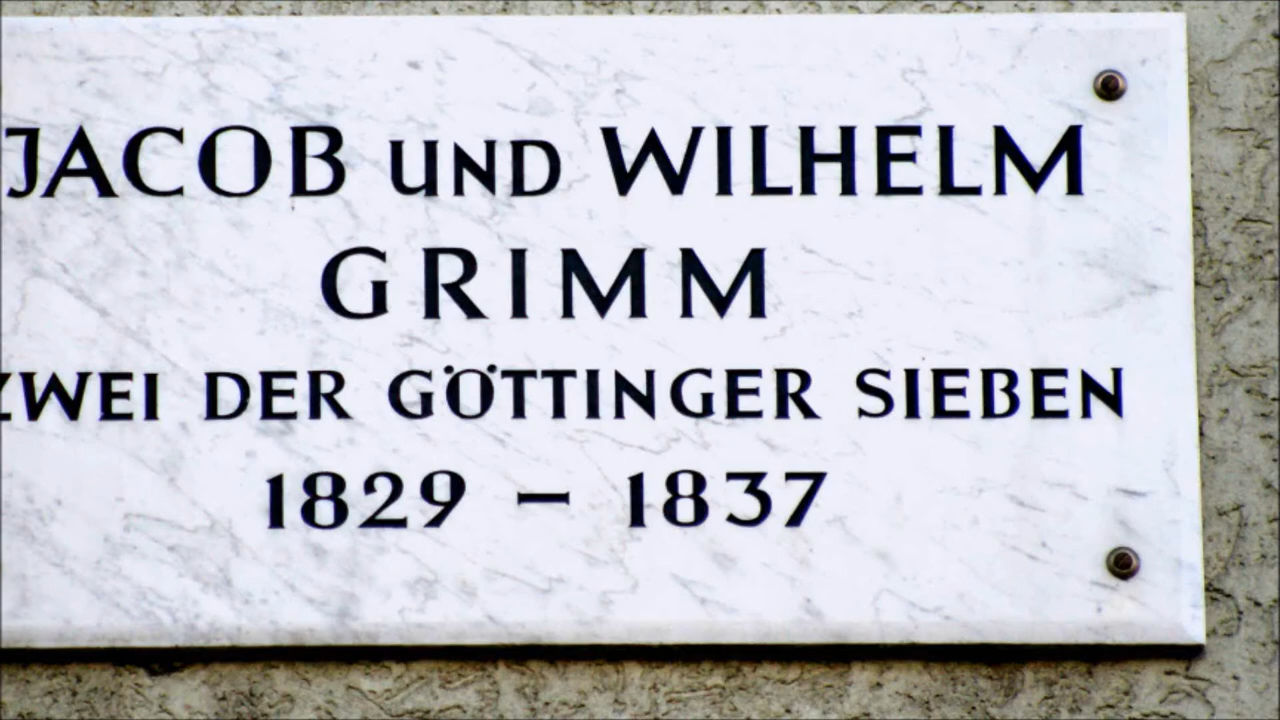 JACOB UND WILHELM
GRIMM
ZWEI DER GÖTTINGER SIEBEN
1829 – 1837